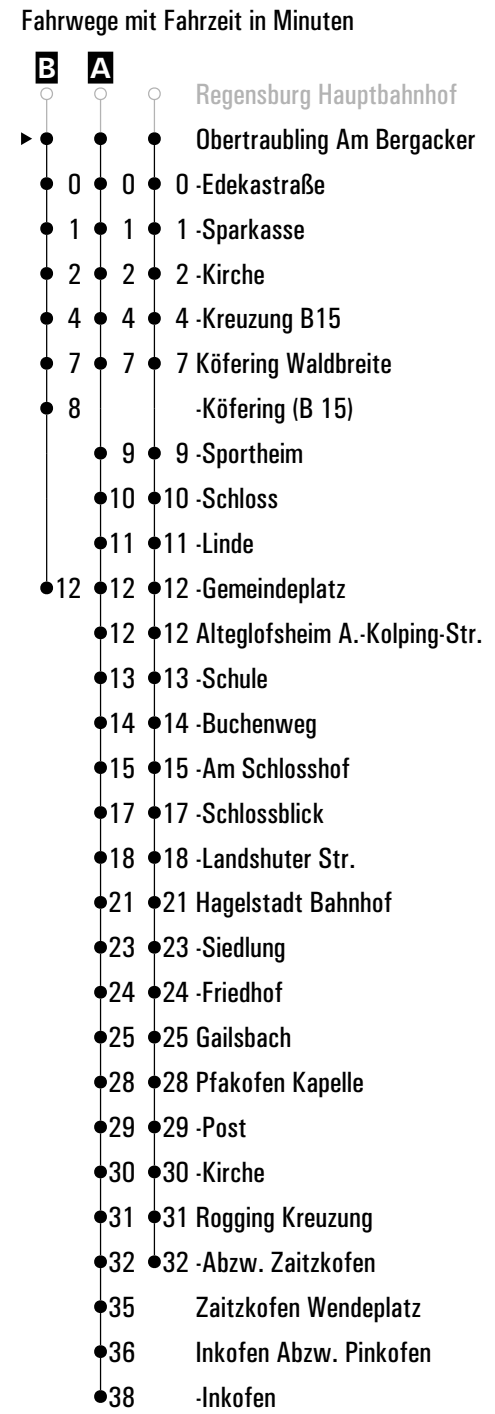 Fahrwege mit Fahrzeit in Minuten
B A
Regensburg Hauptbahnhof
Obertraubling Am Bergacker
0 0 0 -Edekastraße
1 1 1 -Sparkasse
2 2 2 -Kirche
4 4 4 -Kreuzung B15
7 7 7 Köfering Waldbreite
8 -Köfering (B 15)
9 9 -Sportheim
10 10 -Schloss
11 11 -Linde
12 12 12 -Gemeindeplatz
12 12 Alteglofsheim A.-Kolping-Str.
13 13 -Schule
14 14 -Buchenweg
15 15 -Am Schlosshof
17 17 -Schlossblick
18 18 -Landshuter Str.
21 21 Hagelstadt Bahnhof
23 23 -Siedlung
24 24 -Friedhof
25 25 Gailsbach
28 28 Pfakofen Kapelle
29 29 -Post
30 30 -Kirche
31 31 Rogging Kreuzung
32 32 -Abzw. Zaitzkofen
35 Zaitzkofen Wendeplatz
36 Inkofen Abzw. Pinkofen
38 -Inkofen